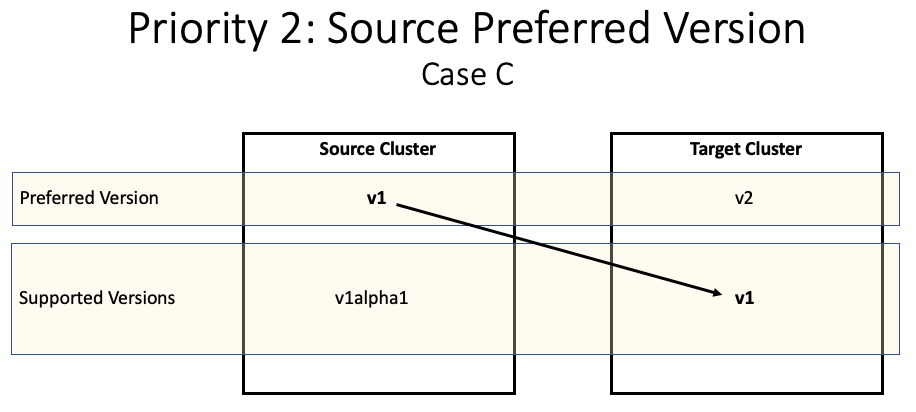 Priority 2: Source Preferred Version
Case C
Source Cluster Target Cluster
Preferred Version v1 v2
Supported Versions v1alpha1 v1